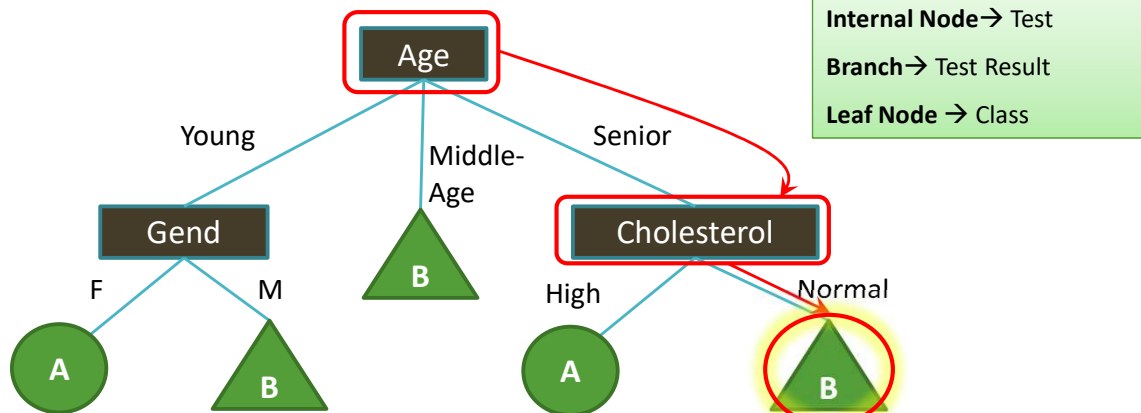 Internal Node→ Test
Age
Branch→ Test Result
Leaf Node → Class
Young
Senior
Middle-
Age
Gend
Cholesterol
B
F
M
High
Normal
A
B
A
B